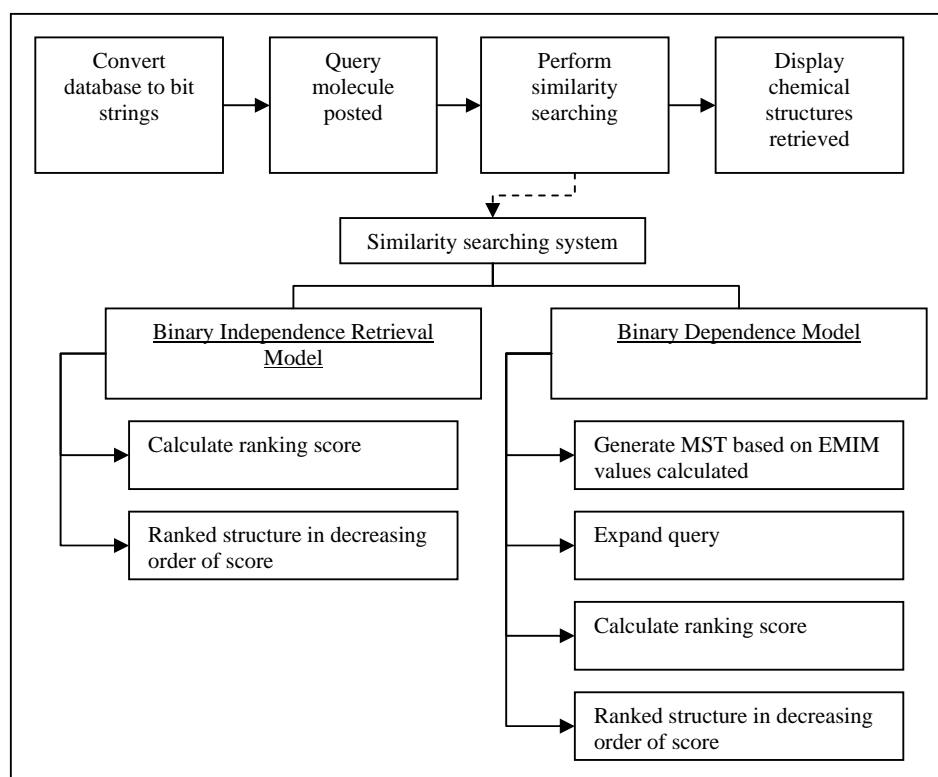 Convert
database to bit
strings
Query
molecule
posted
Perform
similarity
searching
Display
chemical
structures
retrieved
Similarity searching system
Binary Independence Retrieval
Model
Calculate ranking score
Ranked structure in decreasing
order of score
Binary Dependence Model
Generate MST based on EMIM
values calculated
Expand query
Calculate ranking score
Ranked structure in decreasing
order of score